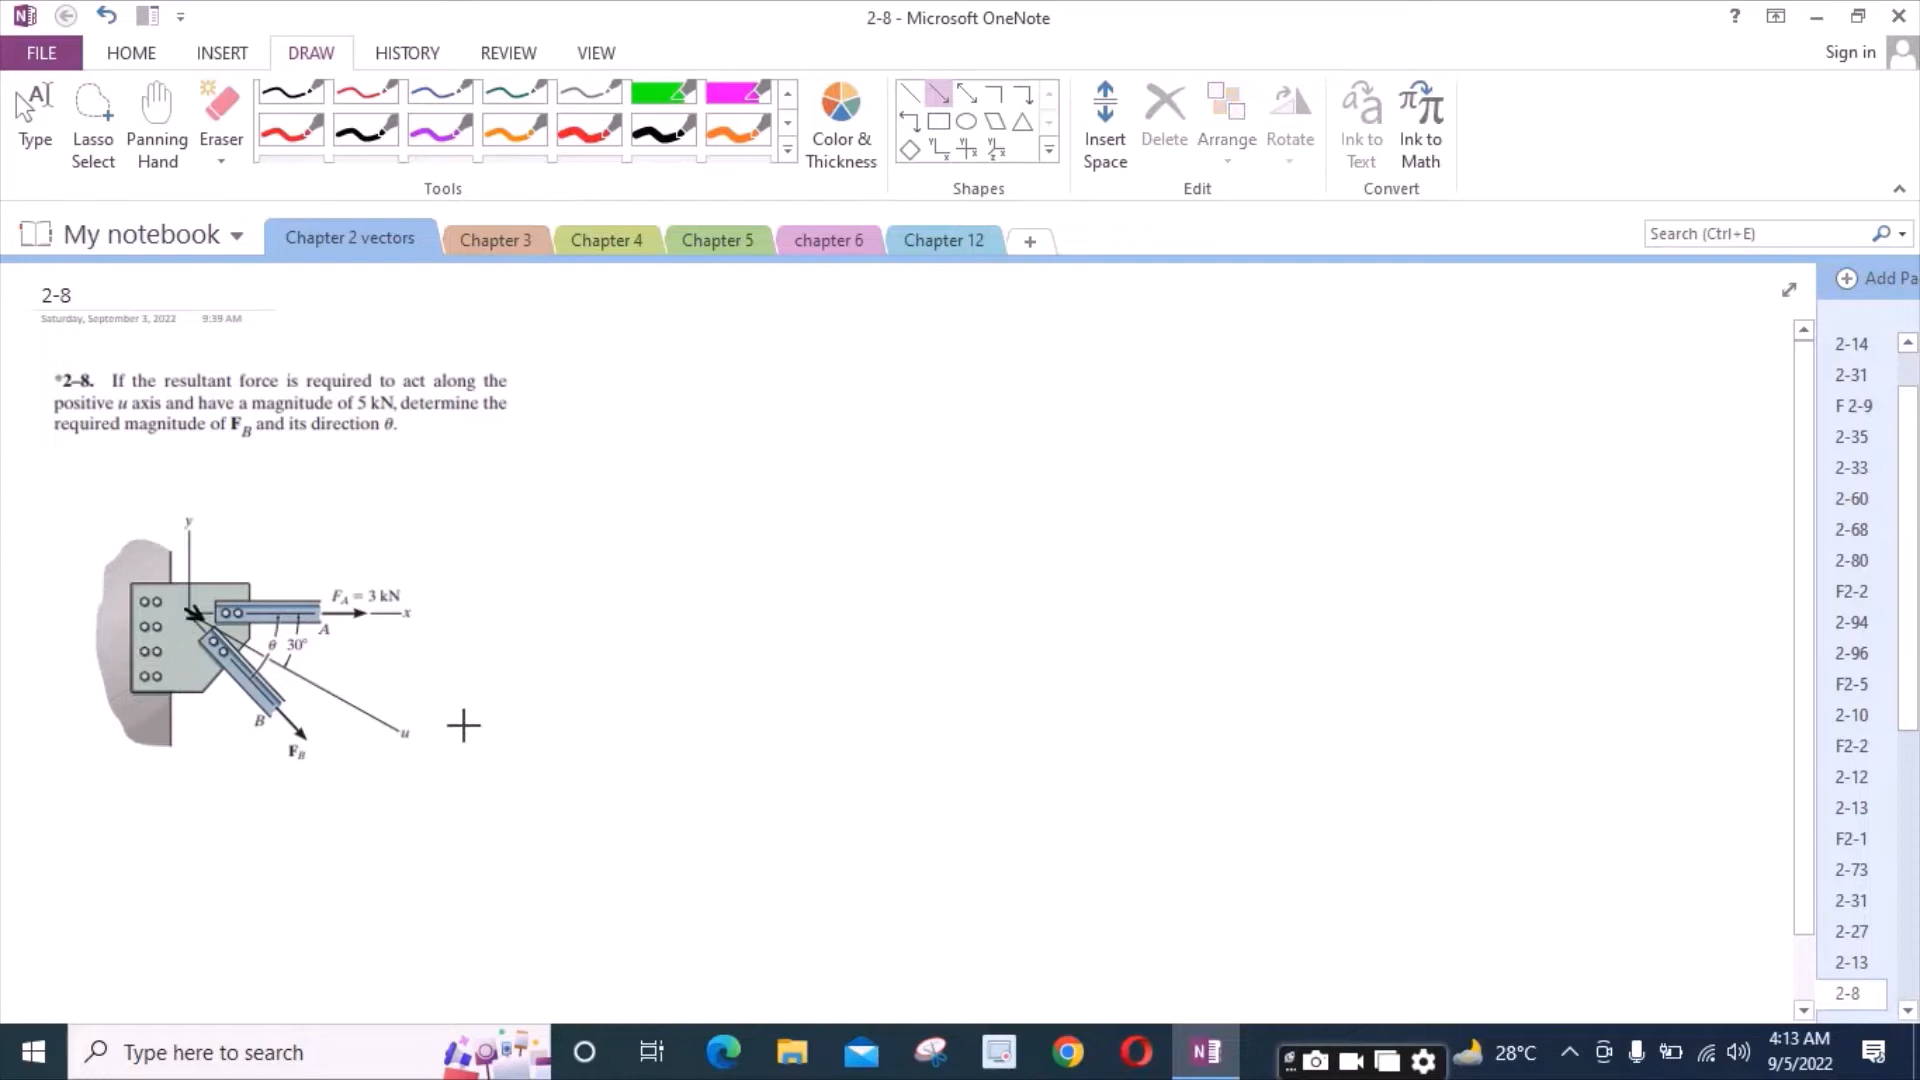 2-8 - Microsoft OneNote
?
FILE
HOME
INSERT
DRAW
HISTORY
REVIEW
VIEW
Sign in
Type
Lasso Select
Panning Hand
Eraser
Color & Thickness
Insert Space
Delete
Arrange
Rotate
Ink to Text
Ink to Math
Tools
Shapes
Edit
Convert
My notebook
Chapter 2 vectors
Chapter 3
Chapter 4
Chapter 5
chapter 6
Chapter 12
Search (Ctrl+E)
2-8
Saturday, September 3, 2022 9:39 AM
*2–8. If the resultant force is required to act along the
positive u axis and have a magnitude of 5 kN, determine the
required magnitude of F_B and its direction θ.
y
F_A = 3 kN
x
A
θ 30°
B
u
F_B
Add Pa
2-14
2-31
F 2-9
2-35
2-33
2-60
2-68
2-80
F2-2
2-94
2-96
F2-5
2-10
F2-2
2-12
2-13
F2-1
2-73
2-31
2-27
2-13
2-8
Type here to search
28°C
4:13 AM
9/5/2022